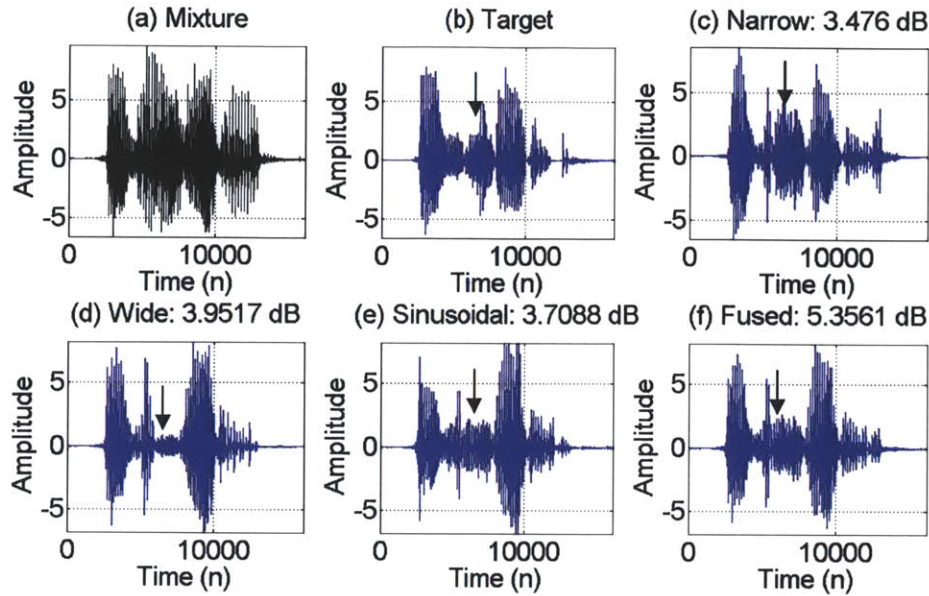 (a) Mixture
(b) Target
(c) Narrow: 3.476 dB
Amplitude
5
0
-5
0
10000
Time (n)
Amplitude
5
0
-5
0
10000
Time (n)
Amplitude
5
0
-5
0
10000
Time (n)
(d) Wide: 3.9517 dB
(e) Sinusoidal: 3.7088 dB
(f) Fused: 5.3561 dB
Amplitude
5
0
-5
0
10000
Time (n)
Amplitude
5
0
-5
0
10000
Time (n)
Amplitude
5
0
-5
0
10000
Time (n)